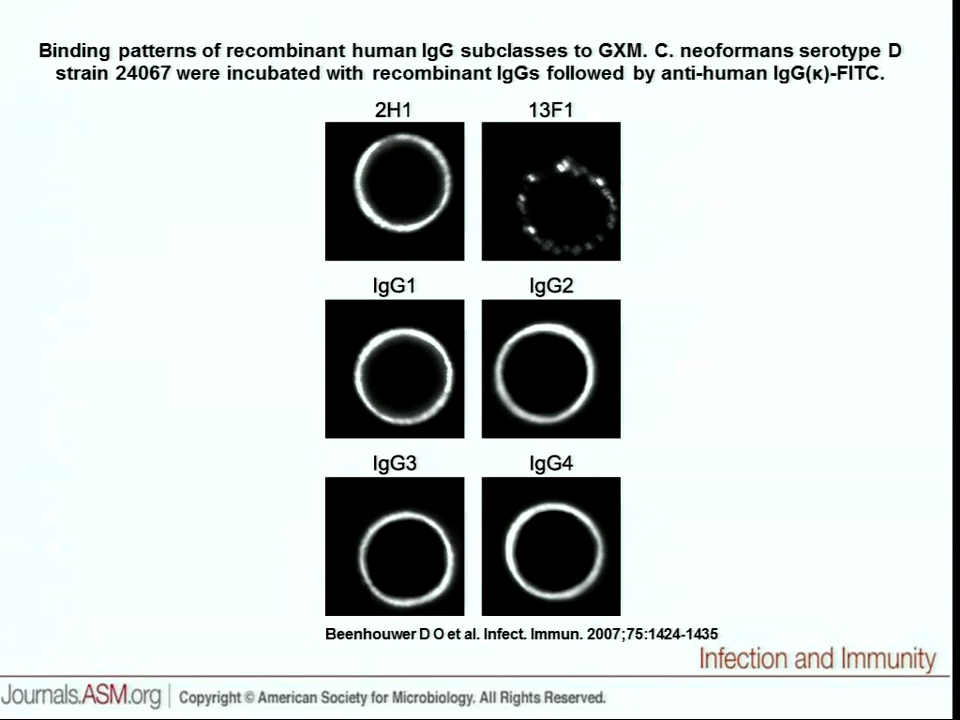 Binding patterns of recombinant human IgG subclasses to GXM. C. neoformans serotype D
strain 24067 were incubated with recombinant IgGs followed by anti-human IgG(κ)-FITC.
2H1 13F1
IgG1 IgG2
IgG3 IgG4
Beenhouwer D O et al. Infect. Immun. 2007;75:1424-1435
Infection and Immunity
Journals.ASM.org | Copyright © American Society for Microbiology. All Rights Reserved.